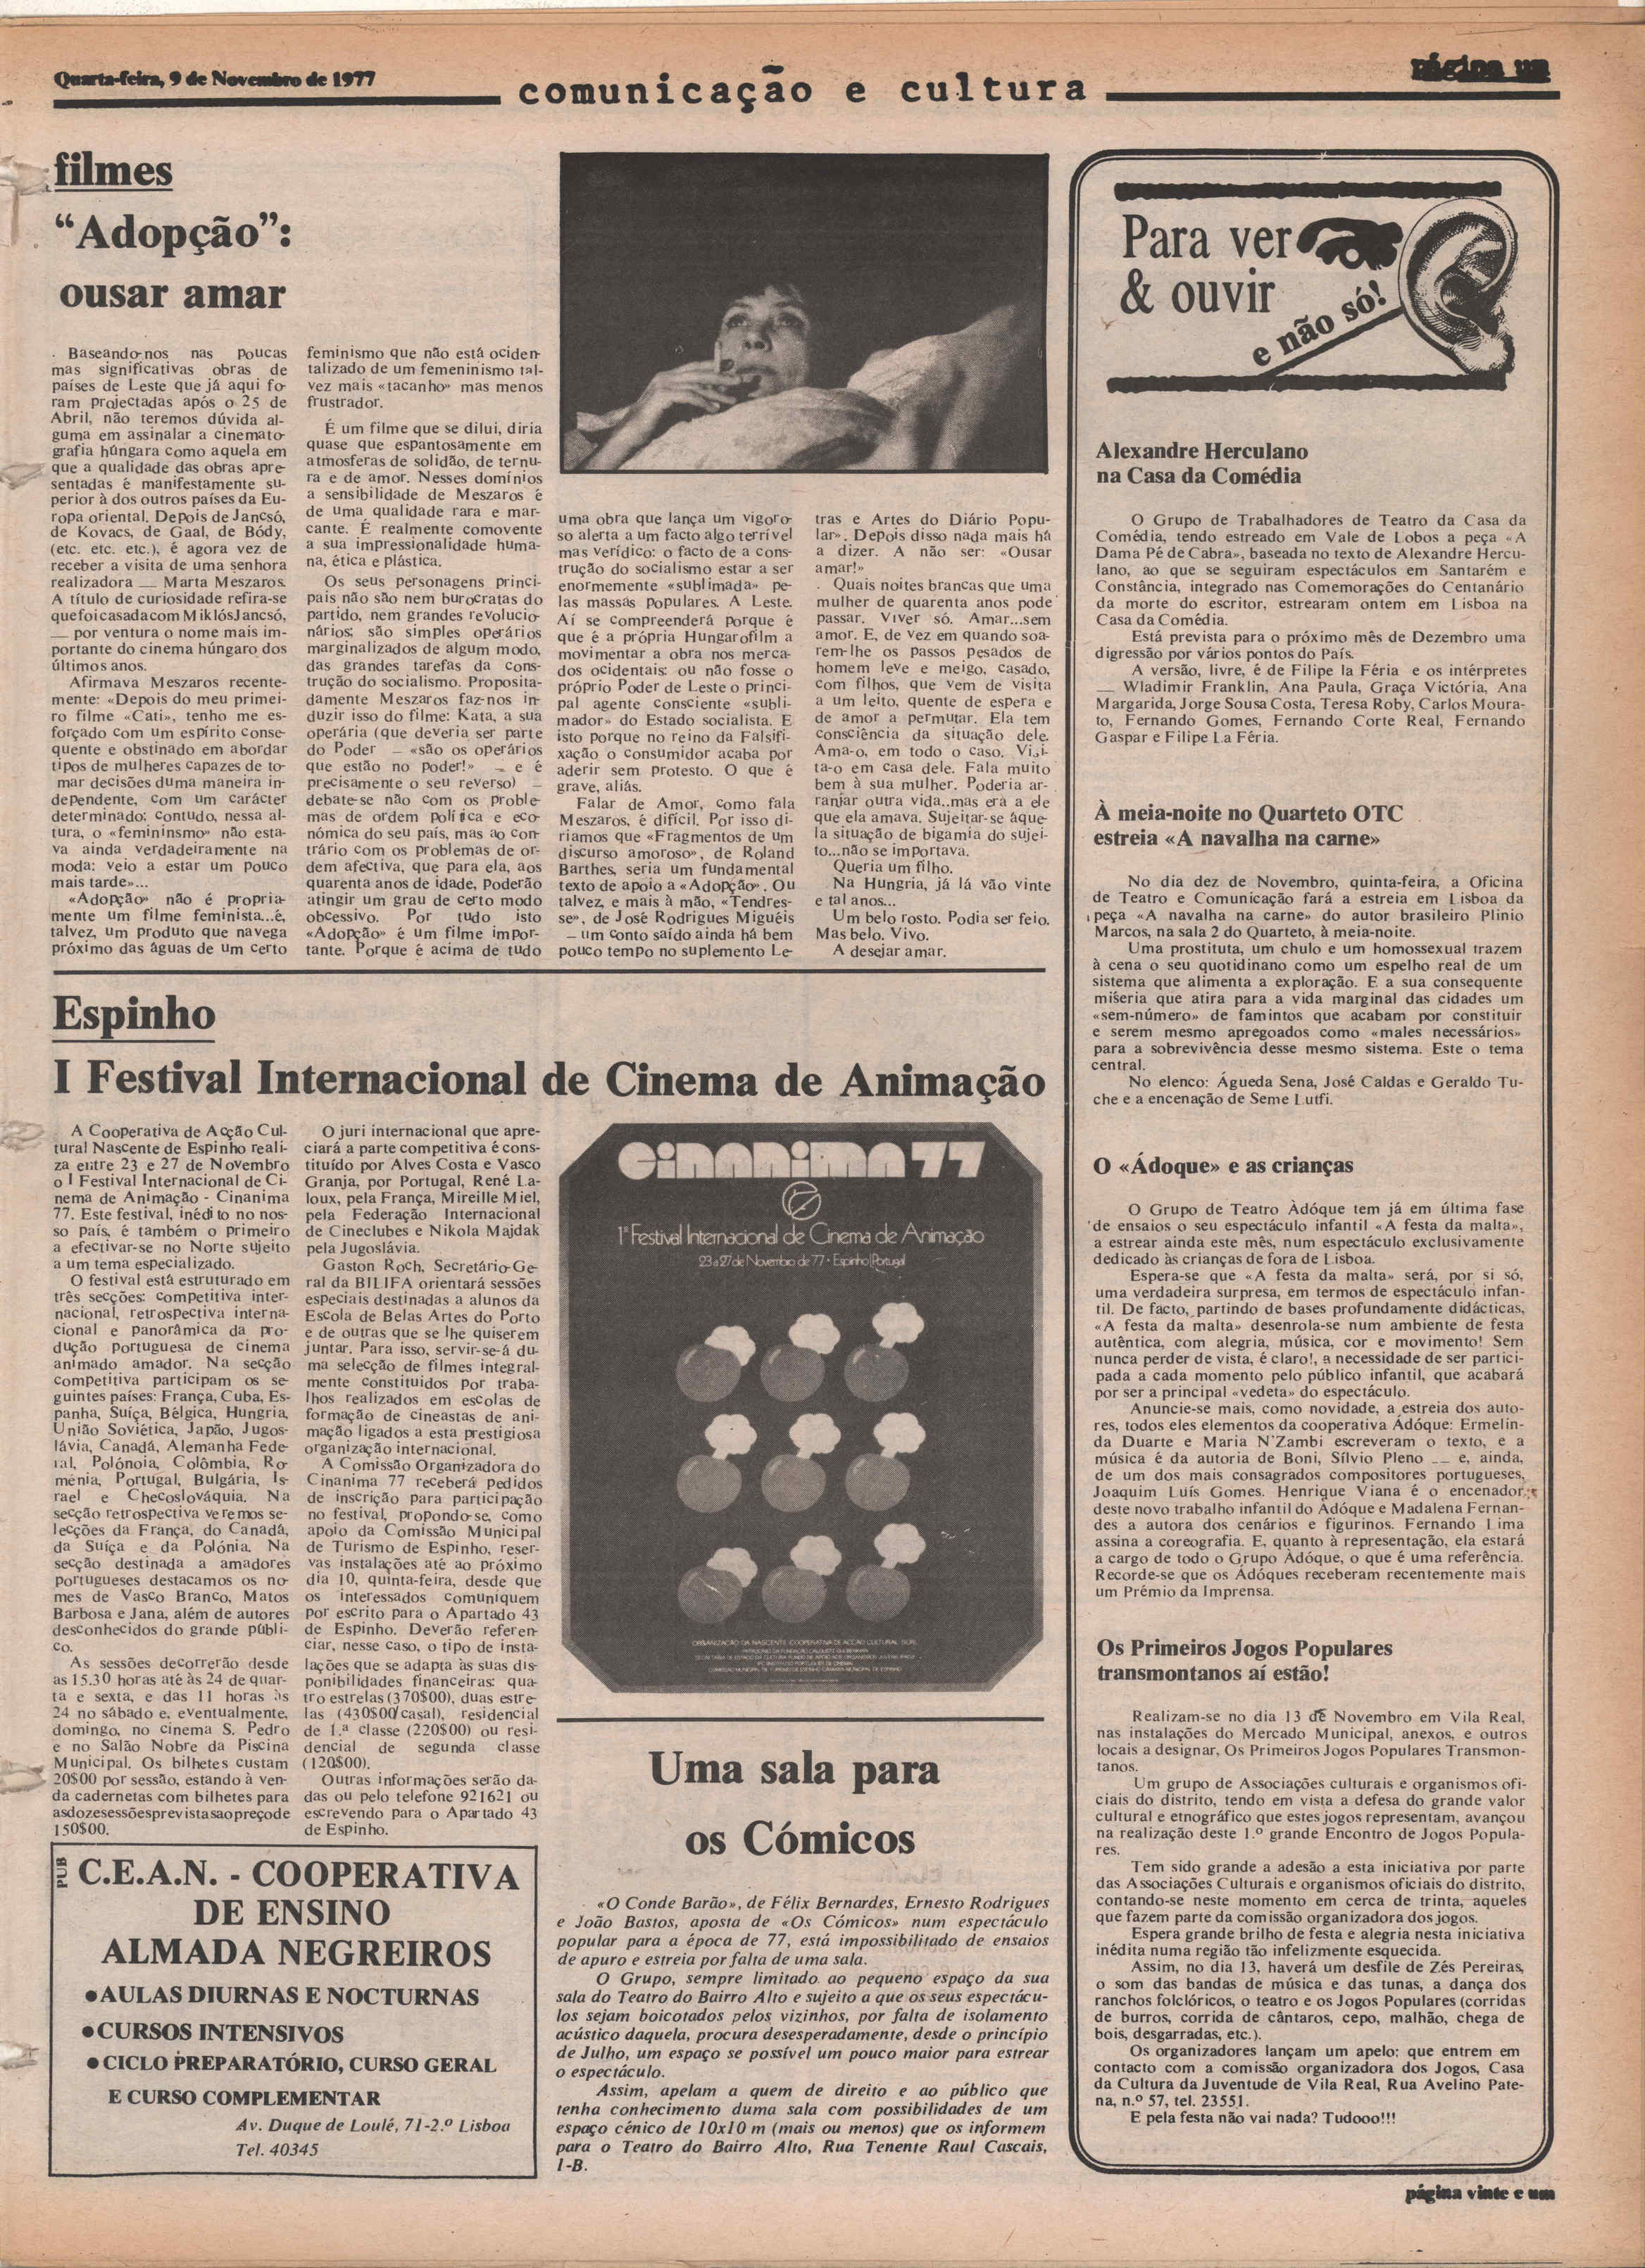 Quarta-feira, 9 de Novembro de 1977
comunicação e cultura
página um
filmes
“Adopção”:
ousar amar
Baseando-nos nas poucas
mas significativas obras de
países de Leste que já aqui fo-
ram projectadas após o 25 de
Abril, não teremos dúvida al-
guma em assinalar a cinemato-
grafia húngara como aquela em
que a qualidade das obras apre-
sentadas é manifestamente su-
perior à dos outros países da Eu-
ropa oriental. Depois de Jancsó,
de Kovacs, de Gaal, de Bódy,
(etc. etc. etc.), é agora vez de
receber a visita de uma senhora
realizadora — Marta Meszaros.
A título de curiosidade refira-se
que foi casada com Miklós Jancsó,
— por ventura o nome mais im-
portante do cinema húngaro dos
últimos anos.
Afirmava Meszaros recente-
mente: «Depois do meu primei-
ro filme «Cati», tenho me es-
forçado com um espírito conse-
quente e obstinado em abordar
tipos de mulheres capazes de to-
mar decisões duma maneira in-
dependente, com um carácter
determinado; contudo, nessa al-
tura, o «femininsmo» não esta-
va ainda verdadeiramente na
moda: veio a estar um pouco
mais tarde»...
«Adopção» não é propria-
mente um filme feminista...é,
talvez, um produto que navega
próximo das águas de um certo
feminismo que não está ociden-
talizado de um femeninismo tal-
vez mais «tacanho» mas menos
frustrador.
É um filme que se dilui, diria
quase que espantosamente em
atmosferas de solidão, de ternu-
ra e de amor. Nesses domínios
a sensibilidade de Meszaros é
de uma qualidade rara e mar-
cante. É realmente comovente
a sua impressionalidade huma-
na, ética e plástica.
Os seus personagens princi-
pais não são nem burocratas do
partido, nem grandes revolucio-
nários; são simples operários
marginalizados de algum modo,
das grandes tarefas da cons-
trução do socialismo. Proposita-
damente Meszaros faz-nos in-
duzir isso do filme: Kata, a sua
operária (que deveria ser parte
do Poder — «são os operários
que estão no poder!» — e é
precisamente o seu reverso) —
debate-se não com os proble-
mas de ordem política e eco-
nómica do seu país, mas ao con-
trário com os problemas de or-
dem afectiva, que para ela, aos
quarenta anos de idade, poderão
atingir um grau de certo modo
obcessivo. Por tudo isto
«Adopção» é um filme impor-
tante. Porque é acima de tudo
uma obra que lança um vigoro-
so alerta a um facto algo terrível
mas verídico: o facto de a cons-
trução do socialismo estar a ser
enormemente «sublimada» pe-
las massas populares. A Leste.
Aí se compreenderá porque é
que é a própria Hungarofilm a
movimentar a obra nos merca-
dos ocidentais: ou não fosse o
próprio Poder de Leste o princi-
pal agente consciente «subli-
mador» do Estado socialista. E
isto porque no reino da Falsifi-
xação o consumidor acaba por
aderir sem protesto. O que é
grave, aliás.
Falar de Amor, como fala
Meszaros, é difícil. Por isso di-
riamos que «Fragmentos de um
discurso amoroso», de Roland
Barthes, seria um fundamental
texto de apoio a «Adopção». Ou
talvez, e mais à mão, «Tendres-
se», de José Rodrigues Miguéis
— um conto saído ainda há bem
pouco tempo no suplemento Le-
tras e Artes do Diário Popu-
lar». Depois disso nada mais há
a dizer. A não ser: «Ousar
amar!»
Quais noites brancas que uma
mulher de quarenta anos pode
passar. Viver só. Amar...sem
amor. E, de vez em quando soa-
rem-lhe os passos pesados de
homem leve e meigo, casado,
com filhos, que vem de visita
a um leito, quente de espera e
de amor a permutar. Ela tem
consciência da situação dele.
Ama-o, em todo o caso. Visi-
ta-o em casa dele. Fala muito
bem à sua mulher. Poderia ar-
ranjar outra vida..mas era a ele
que ela amava. Sujeitar-se àque-
la situação de bigamia do sujei-
to...não se importava.
Queria um filho.
Na Hungria, já lá vão vinte
e tal anos...
Um belo rosto. Podia ser feio.
Mas belo. Vivo.
A desejar amar.
Espinho
I Festival Internacional de Cinema de Animação
A Cooperativa de Acção Cul-
tural Nascente de Espinho reali-
za entre 23 e 27 de Novembro
o I Festival Internacional de Ci-
nema de Animação - Cinanima
77. Este festival, inédito no nos-
so país, é também o primeiro
a efectivar-se no Norte sujeito
a um tema especializado.
O festival está estruturado em
três secções: competitiva inter-
nacional, retrospectiva interna-
cional e panorâmica da pro-
dução portuguesa de cinema
animado amador. Na secção
competitiva participam os se-
guintes países: França, Cuba, Es-
panha, Suíça, Bélgica, Hungria,
União Soviética, Japão, Jugos-
lávia, Canadá, Alemanha Fede-
ral, Polónoia, Colômbia, Ro-
ménia, Portugal, Bulgária, Is-
rael e Checoslováquia. Na
secção retrospectiva veremos se-
lecções da França, do Canadá,
da Suíça e da Polónia. Na
secção destinada a amadores
portugueses destacamos os no-
mes de Vasco Branco, Matos
Barbosa e Jana, além de autores
desconhecidos do grande públi-
co.
As sessões decorrerão desde
as 15.30 horas até às 24 de quar-
ta e sexta, e das 11 horas às
24 no sábado e, eventualmente,
domingo, no cinema S. Pedro
e no Salão Nobre da Piscina
Municipal. Os bilhetes custam
20$00 por sessão, estando à ven-
da cadernetas com bilhetes para
as doze sessões previstas ao preço de
150$00.
O juri internacional que apre-
ciará a parte competitiva é cons-
tituído por Alves Costa e Vasco
Granja, por Portugal, René La-
loux, pela França, Mireille Miel,
pela Federação Internacional
de Cineclubes e Nikola Majdak
pela Jugoslávia.
Gaston Roch, Secretário-Ge-
ral da BILIFA orientará sessões
especiais destinadas a alunos da
Escola de Belas Artes do Porto
e de outras que se lhe quiserem
juntar. Para isso, servir-se-á du-
ma selecção de filmes integral-
mente constituidos por traba-
lhos realizados em escolas de
formação de cineastas de ani-
mação ligados a esta prestigiosa
organização internacional.
A Comissão Organizadora do
Cinanima 77 receberá pedidos
de inscrição para participação
no festival, propondo-se, como
apoio da Comissão Municipal
de Turismo de Espinho, reser-
vas instalações até ao próximo
dia 10, quinta-feira, desde que
os interessados comuniquem
por escrito para o Apartado 43
de Espinho. Deverão referen-
ciar, nesse caso, o tipo de insta-
lações que se adapta às suas dis-
ponibilidades financeiras: qua-
tro estrelas (370$00), duas estre-
las (430$00/casal), residencial
de 1.ª classe (220$00) ou resi-
dencial de segunda classe
(120$00).
Outras informações serão da-
das ou pelo telefone 921621 ou
escrevendo para o Apartado 43
de Espinho.
CINANIMA 77
1º Festival Internacional de Cinema de Animação
23 a 27 de Novembro de 77 • Espinho|Portugal
ORGANIZAÇÃO DA NASCENTE COOPERATIVA DE ACÇÃO CULTURAL SCRL
PUB
C.E.A.N. - COOPERATIVA
DE ENSINO
ALMADA NEGREIROS
● AULAS DIURNAS E NOCTURNAS
● CURSOS INTENSIVOS
● CICLO PREPARATÓRIO, CURSO GERAL
E CURSO COMPLEMENTAR
Av. Duque de Loulé, 71-2.º Lisboa
Tel. 40345
Uma sala para
os Cómicos
«O Conde Barão», de Félix Bernardes, Ernesto Rodrigues
e João Bastos, aposta de «Os Cómicos» num espectáculo
popular para a época de 77, está impossibilitado de ensaios
de apuro e estreia por falta de uma sala.
O Grupo, sempre limitado ao pequeno espaço da sua
sala do Teatro do Bairro Alto e sujeito a que os seus espectácu-
los sejam boicotados pelos vizinhos, por falta de isolamento
acústico daquela, procura desesperadamente, desde o princípio
de Julho, um espaço se possível um pouco maior para estrear
o espectáculo.
Assim, apelam a quem de direito e ao público que
tenha conhecimento duma sala com possibilidades de um
espaço cénico de 10x10 m (mais ou menos) que os informem
para o Teatro do Bairro Alto, Rua Tenente Raul Cascais,
1-B.
Para ver
& ouvir
e não só!
Alexandre Herculano
na Casa da Comédia
O Grupo de Trabalhadores de Teatro da Casa da
Comédia, tendo estreado em Vale de Lobos a peça «A
Dama Pé de Cabra», baseada no texto de Alexandre Hercu-
lano, ao que se seguiram espectáculos em Santarém e
Constância, integrado nas Comemorações do Centanário
da morte do escritor, estrearam ontem em Lisboa na
Casa da Comédia.
Está prevista para o próximo mês de Dezembro uma
digressão por vários pontos do País.
A versão, livre, é de Filipe la Féria e os intérpretes
— Wladimir Franklin, Ana Paula, Graça Victória, Ana
Margarida, Jorge Sousa Costa, Teresa Roby, Carlos Moura-
to, Fernando Gomes, Fernando Corte Real, Fernando
Gaspar e Filipe La Féria.
À meia-noite no Quarteto OTC
estreia «A navalha na carne»
No dia dez de Novembro, quinta-feira, a Oficina
de Teatro e Comunicação fará a estreia em Lisboa da
peça «A navalha na carne» do autor brasileiro Plinio
Marcos, na sala 2 do Quarteto, à meia-noite.
Uma prostituta, um chulo e um homossexual trazem
à cena o seu quotidinano como um espelho real de um
sistema que alimenta a exploração. E a sua consequente
miséria que atira para a vida marginal das cidades um
«sem-número» de famintos que acabam por constituir
e serem mesmo apregoados como «males necessários»
para a sobrevivência desse mesmo sistema. Este o tema
central.
No elenco: Águeda Sena, José Caldas e Geraldo Tu-
che e a encenação de Seme Lutfi.
O «Ádoque» e as crianças
O Grupo de Teatro Àdóque tem já em última fase
de ensaios o seu espectáculo infantil «A festa da malta»,
a estrear ainda este mês, num espectáculo exclusivamente
dedicado às crianças de fora de Lisboa.
Espera-se que «A festa da malta» será, por si só,
uma verdadeira surpresa, em termos de espectáculo infan-
til. De facto, partindo de bases profundamente didácticas,
«A festa da malta» desenrola-se num ambiente de festa
autêntica, com alegria, música, cor e movimento! Sem
nunca perder de vista, é claro!, a necessidade de ser partici-
pada a cada momento pelo público infantil, que acabará
por ser a principal «vedeta» do espectáculo.
Anuncie-se mais, como novidade, a estreia dos auto-
res, todos eles elementos da cooperativa Ádóque: Ermelin-
da Duarte e Maria N'Zambi escreveram o texto, e a
música é da autoria de Boni, Sílvio Pleno — e, ainda,
de um dos mais consagrados compositores portugueses,
Joaquim Luís Gomes. Henrique Viana é o encenador
deste novo trabalho infantil do Ádóque e Madalena Fernan-
des a autora dos cenários e figurinos. Fernando Lima
assina a coreografia. E, quanto à representação, ela estará
a cargo de todo o Grupo Àdóque, o que é uma referência.
Recorde-se que os Ádóques receberam recentemente mais
um Prémio da Imprensa.
Os Primeiros Jogos Populares
transmontanos aí estão!
Realizam-se no dia 13 de Novembro em Vila Real,
nas instalações do Mercado Municipal, anexos, e outros
locais a designar, Os Primeiros Jogos Populares Transmon-
tanos.
Um grupo de Associações culturais e organismos ofi-
ciais do distrito, tendo em vista a defesa do grande valor
cultural e etnográfico que estes jogos representam, avançou
na realização deste 1.º grande Encontro de Jogos Popula-
res.
Tem sido grande a adesão a esta iniciativa por parte
das Associações Culturais e organismos oficiais do distrito,
contando-se neste momento em cerca de trinta, aqueles
que fazem parte da comissão organizadora dos jogos.
Espera grande brilho de festa e alegria nesta iniciativa
inédita numa região tão infelizmente esquecida.
Assim, no dia 13, haverá um desfile de Zés Pereiras,
o som das bandas de música e das tunas, a dança dos
ranchos folclóricos, o teatro e os Jogos Populares (corridas
de burros, corrida de cântaros, cepo, malhão, chega de
bois, desgarradas, etc.).
Os organizadores lançam um apelo: que entrem em
contacto com a comissão organizadora dos Jogos, Casa
da Cultura da Juventude de Vila Real, Rua Avelino Pate-
na, n.º 57, tel. 23551.
E pela festa não vai nada? Tudooo!!!
página vinte e um